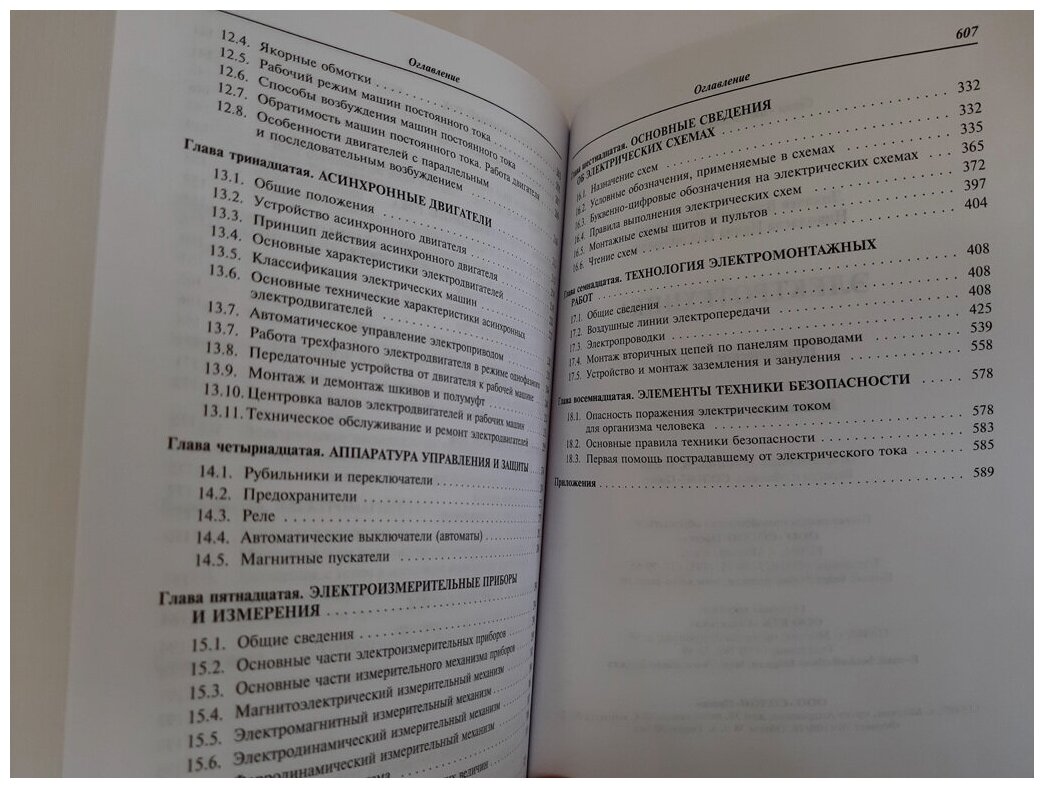 Оглавление
12.4. Якорные обмотки
12.5. Рабочий режим машин постоянного тока
12.6. Способы возбуждения машин постоянного тока
12.7. Обратимость машин постоянного тока. Работа двигателя
12.8. Особенности двигателей с параллельным
и последовательным возбуждением
Глава тринадцатая. АСИНХРОННЫЕ ДВИГАТЕЛИ
13.1. Общие положения
13.2. Устройство асинхронного двигателя
13.3. Принцип действия асинхронного двигателя
13.4. Основные характеристики электродвигателей
13.5. Классификация электрических машин
13.6. Основные технические характеристики асинхронных
электродвигателей
13.7. Автоматическое управление электроприводом
13.7. Работа трехфазного электродвигателя в режиме однофазного
13.8. Передаточные устройства от двигателя к рабочей машине
13.9. Монтаж и демонтаж шкивов и полумуфт
13.10. Центровка валов электродвигателей и рабочих машин
13.11. Техническое обслуживание и ремонт электродвигателей
Глава четырнадцатая. АППАРАТУРА УПРАВЛЕНИЯ И ЗАЩИТЫ
14.1. Рубильники и переключатели
14.2. Предохранители
14.3. Реле
14.4. Автоматические выключатели (автоматы)
14.5. Магнитные пускатели
Глава пятнадцатая. ЭЛЕКТРОИЗМЕРИТЕЛЬНЫЕ ПРИБОРЫ
И ИЗМЕРЕНИЯ
15.1. Общие сведения
15.2. Основные части электроизмерительных приборов
15.3. Основные части измерительного механизма приборов
15.4. Магнитоэлектрический измерительный механизм
15.5. Электромагнитный измерительный механизм
15.6. Электродинамический измерительный механизм
Ферродинамический измерительный механизм
величин
Оглавление 607
Глава шестнадцатая. ОСНОВНЫЕ СВЕДЕНИЯ
ОБ ЭЛЕКТРИЧЕСКИХ СХЕМАХ 332
16.1. Назначение схем 332
16.2. Условные обозначения, применяемые в схемах 335
16.3. Буквенно-цифровые обозначения на электрических схемах 365
16.4. Правила выполнения электрических схем 372
16.5. Монтажные схемы щитов и пультов 397
16.6. Чтение схем 404
Глава семнадцатая. ТЕХНОЛОГИЯ ЭЛЕКТРОМОНТАЖНЫХ
РАБОТ 408
17.1. Общие сведения 408
17.2. Воздушные линии электропередачи 408
17.3. Электропроводки 425
17.4. Монтаж вторичных цепей по панелям проводами 539
17.5. Устройство и монтаж заземления и зануления 558
Глава восемнадцатая. ЭЛЕМЕНТЫ ТЕХНИКИ БЕЗОПАСНОСТИ 578
18.1. Опасность поражения электрическим током
для организма человека 578
18.2. Основные правила техники безопасности 583
18.3. Первая помощь пострадавшему от электрического тока 585
Приложения 589